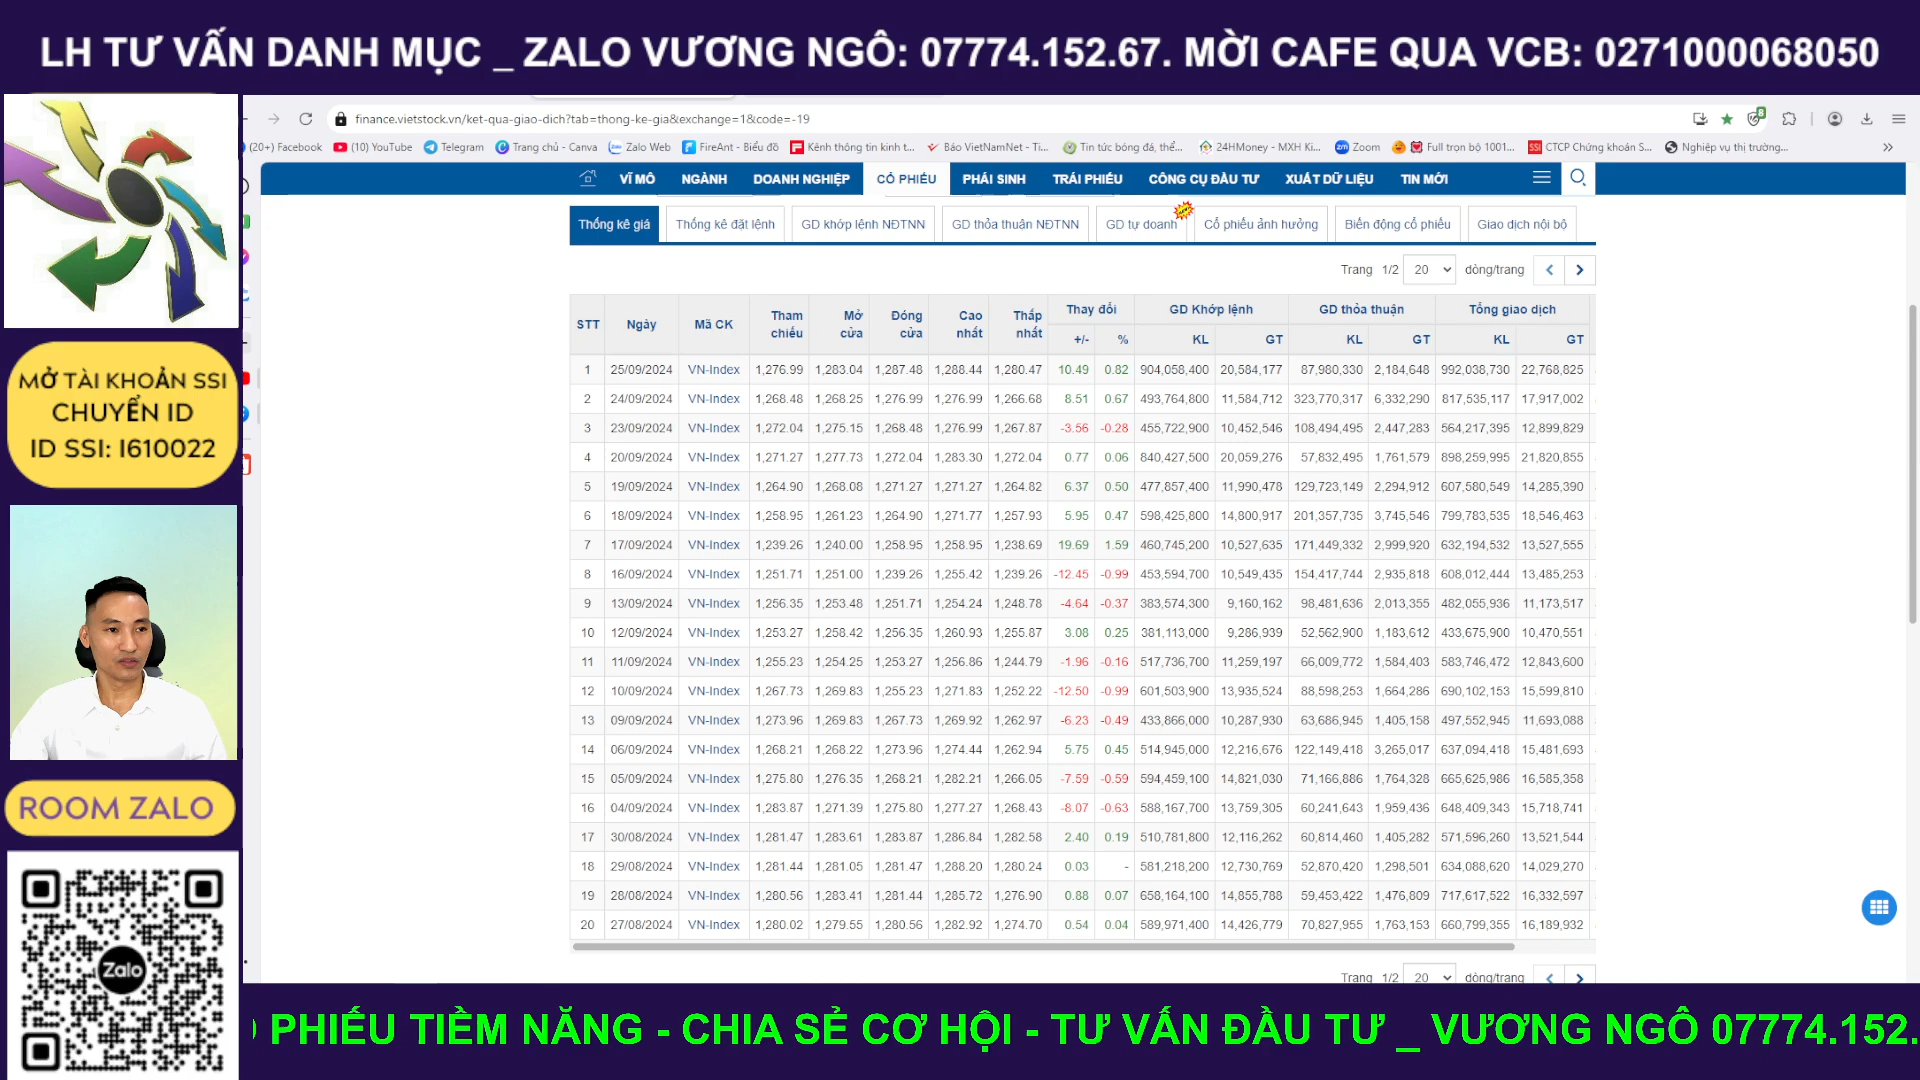 LH TƯ VẤN DANH MỤC _ ZALO VƯƠNG NGÔ: 07774.152.67. MỜI CAFE QUA VCB: 0271000068050
finance.vietstock.vn/ket-qua-giao-dich?tab=thong-ke-gia&exchange=1&code=-19
(20+) Facebook (10) YouTube Telegram Trang chủ - Canva Zalo Web FireAnt - Biểu đồ Kênh thông tin kinh t... Báo VietNamNet - Ti... Tin tức bóng đá, thể... 24HMoney - MXH Ki... Zoom Full trọn bộ 1001... CTCP Chứng khoán S... Nghiệp vụ thị trường...
VĨ MÔ NGÀNH DOANH NGHIỆP CỔ PHIẾU PHÁI SINH TRÁI PHIẾU CÔNG CỤ ĐẦU TƯ XUẤT DỮ LIỆU TIN MỚI
Thống kê giá Thống kê đặt lệnh GD khớp lệnh NĐTNN GD thỏa thuận NĐTNN GD tự doanh Cổ phiếu ảnh hưởng Biến động cổ phiếu Giao dịch nội bộ
Trang 1/2 20 dòng/trang
STT Ngày Mã CK Tham chiếu Mở cửa Đóng cửa Cao nhất Thấp nhất Thay đổi GD Khớp lệnh GD thỏa thuận Tổng giao dịch
+/- % KL GT KL GT KL GT
1 25/09/2024 VN-Index 1,276.99 1,283.04 1,287.48 1,288.44 1,280.47 10.49 0.82 904,058,400 20,584,177 87,980,330 2,184,648 992,038,730 22,768,825
2 24/09/2024 VN-Index 1,268.48 1,268.25 1,276.99 1,276.99 1,266.68 8.51 0.67 493,764,800 11,584,712 323,770,317 6,332,290 817,535,117 17,917,002
3 23/09/2024 VN-Index 1,272.04 1,275.15 1,268.48 1,276.99 1,267.87 -3.56 -0.28 455,722,900 10,452,546 108,494,495 2,447,283 564,217,395 12,899,829
4 20/09/2024 VN-Index 1,271.27 1,277.73 1,272.04 1,283.30 1,272.04 0.77 0.06 840,427,500 20,059,276 57,832,495 1,761,579 898,259,995 21,820,855
5 19/09/2024 VN-Index 1,264.90 1,268.08 1,271.27 1,271.27 1,264.82 6.37 0.50 477,857,400 11,990,478 129,723,149 2,294,912 607,580,549 14,285,390
6 18/09/2024 VN-Index 1,258.95 1,261.23 1,264.90 1,271.77 1,257.93 5.95 0.47 598,425,800 14,800,917 201,357,735 3,745,546 799,783,535 18,546,463
7 17/09/2024 VN-Index 1,239.26 1,240.00 1,258.95 1,258.95 1,238.69 19.69 1.59 460,745,200 10,527,635 171,449,332 2,999,920 632,194,532 13,527,555
8 16/09/2024 VN-Index 1,251.71 1,251.00 1,239.26 1,255.42 1,239.26 -12.45 -0.99 453,594,700 10,549,435 154,417,744 2,935,818 608,012,444 13,485,253
9 13/09/2024 VN-Index 1,256.35 1,253.48 1,251.71 1,254.24 1,248.78 -4.64 -0.37 383,574,300 9,160,162 98,481,636 2,013,355 482,055,936 11,173,517
10 12/09/2024 VN-Index 1,253.27 1,258.42 1,256.35 1,260.93 1,255.87 3.08 0.25 381,113,000 9,286,939 52,562,900 1,183,612 433,675,900 10,470,551
11 11/09/2024 VN-Index 1,255.23 1,254.25 1,253.27 1,256.86 1,244.79 -1.96 -0.16 517,736,700 11,259,197 66,009,772 1,584,403 583,746,472 12,843,600
12 10/09/2024 VN-Index 1,267.73 1,269.83 1,255.23 1,271.83 1,252.22 -12.50 -0.99 601,503,900 13,935,524 88,598,253 1,664,286 690,102,153 15,599,810
13 09/09/2024 VN-Index 1,273.96 1,269.83 1,267.73 1,269.92 1,262.97 -6.23 -0.49 433,866,000 10,287,930 63,686,945 1,405,158 497,552,945 11,693,088
14 06/09/2024 VN-Index 1,268.21 1,268.22 1,273.96 1,274.44 1,262.94 5.75 0.45 514,945,000 12,216,676 122,149,418 3,265,017 637,094,418 15,481,693
15 05/09/2024 VN-Index 1,275.80 1,276.35 1,268.21 1,282.21 1,266.05 -7.59 -0.59 594,459,100 14,821,030 71,166,886 1,764,328 665,625,986 16,585,358
16 04/09/2024 VN-Index 1,283.87 1,271.39 1,275.80 1,277.27 1,268.43 -8.07 -0.63 588,167,700 13,759,305 60,241,643 1,959,436 648,409,343 15,718,741
17 30/08/2024 VN-Index 1,281.47 1,283.61 1,283.87 1,286.84 1,282.58 2.40 0.19 510,781,800 12,116,262 60,814,460 1,405,282 571,596,260 13,521,544
18 29/08/2024 VN-Index 1,281.44 1,281.05 1,281.47 1,288.20 1,280.24 0.03 - 581,218,200 12,730,769 52,870,420 1,298,501 634,088,620 14,029,270
19 28/08/2024 VN-Index 1,280.56 1,283.41 1,281.44 1,285.72 1,276.90 0.88 0.07 658,164,100 14,855,788 59,453,422 1,476,809 717,617,522 16,332,597
20 27/08/2024 VN-Index 1,280.02 1,279.55 1,280.56 1,282.92 1,274.70 0.54 0.04 589,971,400 14,426,779 70,827,955 1,763,153 660,799,355 16,189,932
Trang 1/2 20 dòng/trang
MỞ TÀI KHOẢN SSI
CHUYỂN ID
ID SSI: I610022
ROOM ZALO
Zalo
PHIẾU TIỀM NĂNG - CHIA SẺ CƠ HỘI - TƯ VẤN ĐẦU TƯ _ VƯƠNG NGÔ 07774.152.